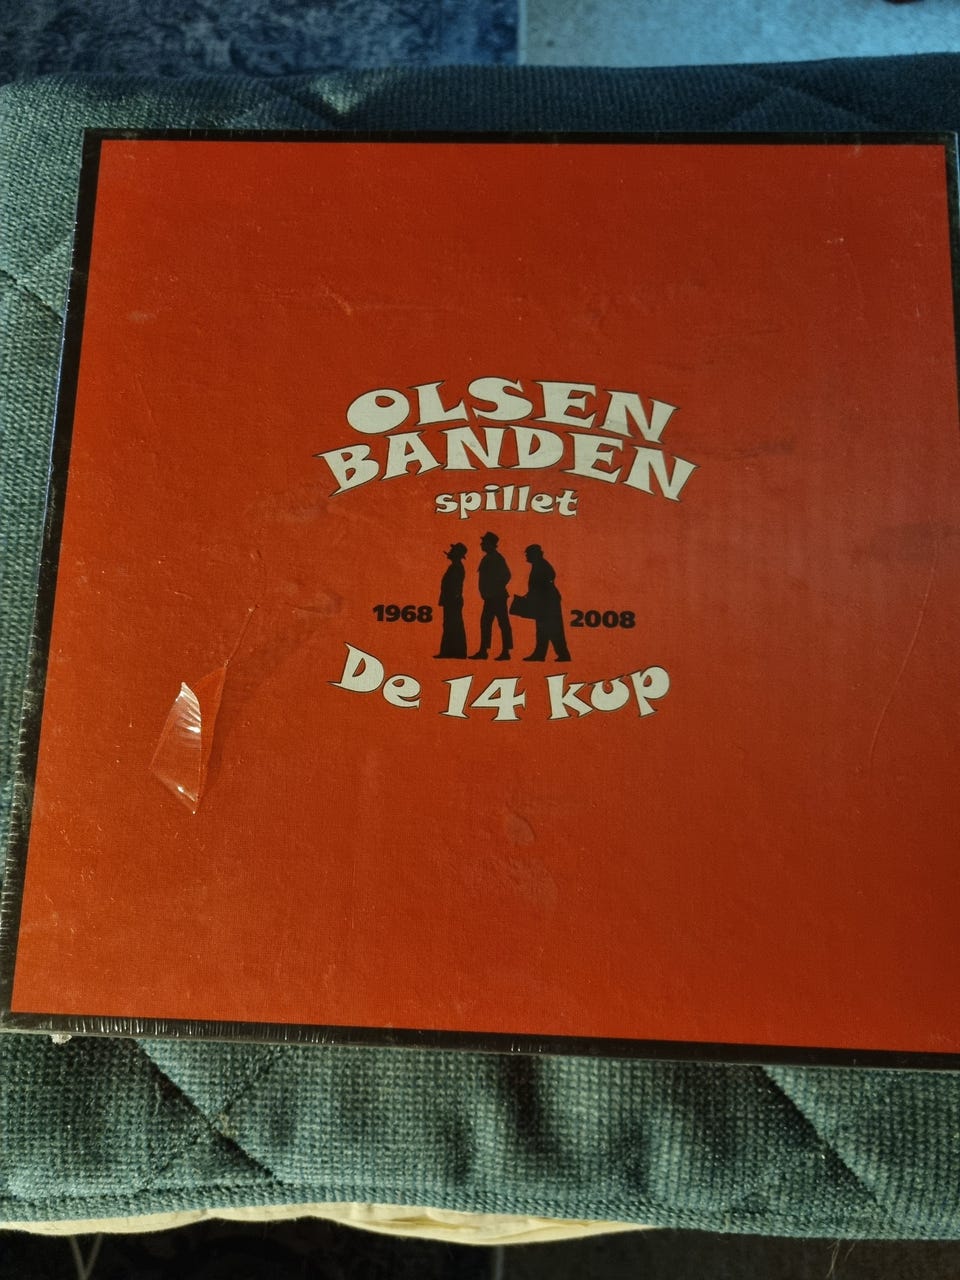 OLSEN
BANDEN
spillet
1968 2008
De 14 kup